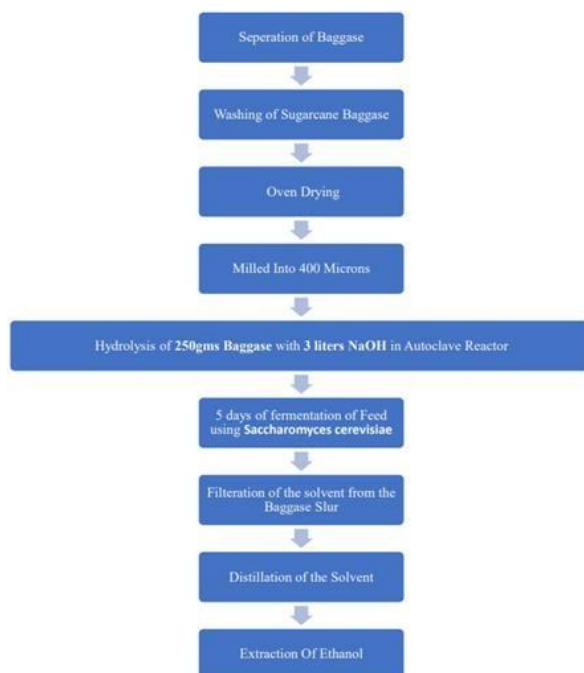 Seperation of Baggase
Washing of Sugarcane Baggase
Oven Drying
Milled Into 400 Microns
Hydrolysis of 250gms Baggase with 3 liters NaOH in Autoclave Reactor
5 days of fermentation of Feed
using Saccharomyces cerevisiae
Filteration of the solvent from the
Baggase Slur
Distillation of the Solvent
Extraction Of Ethanol